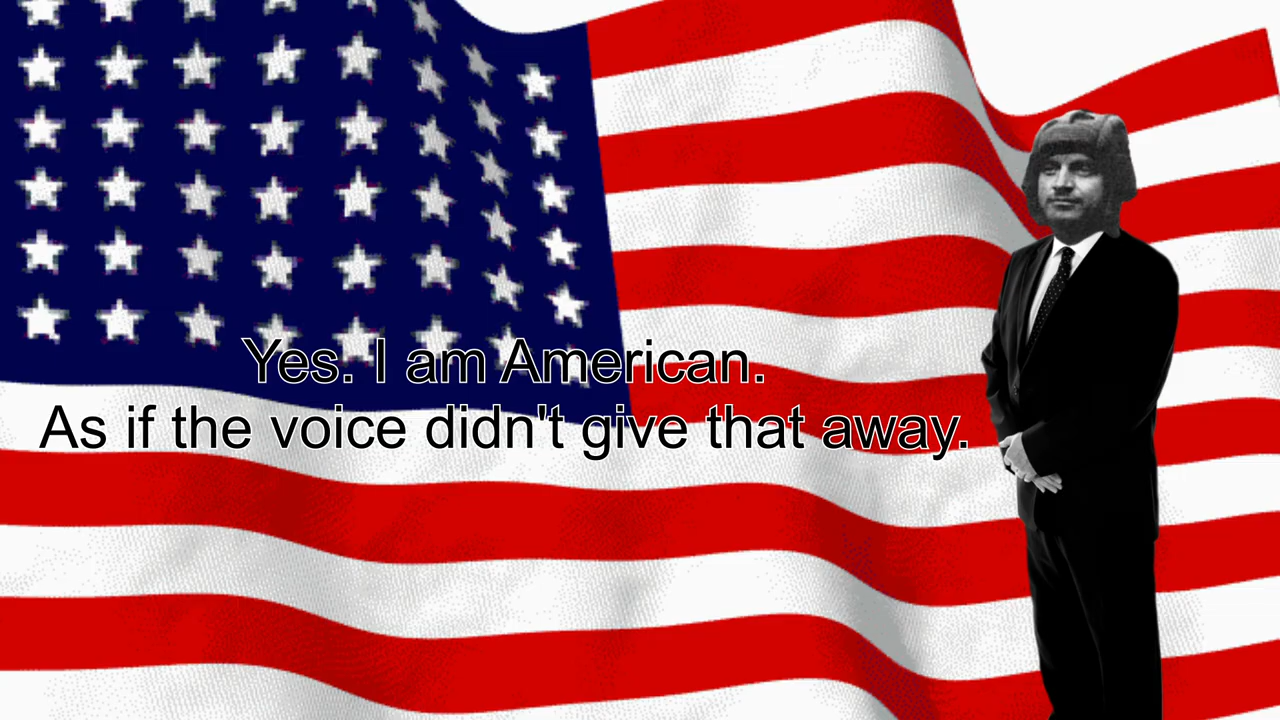 Yes. I am American.
As if the voice didn't give that away.